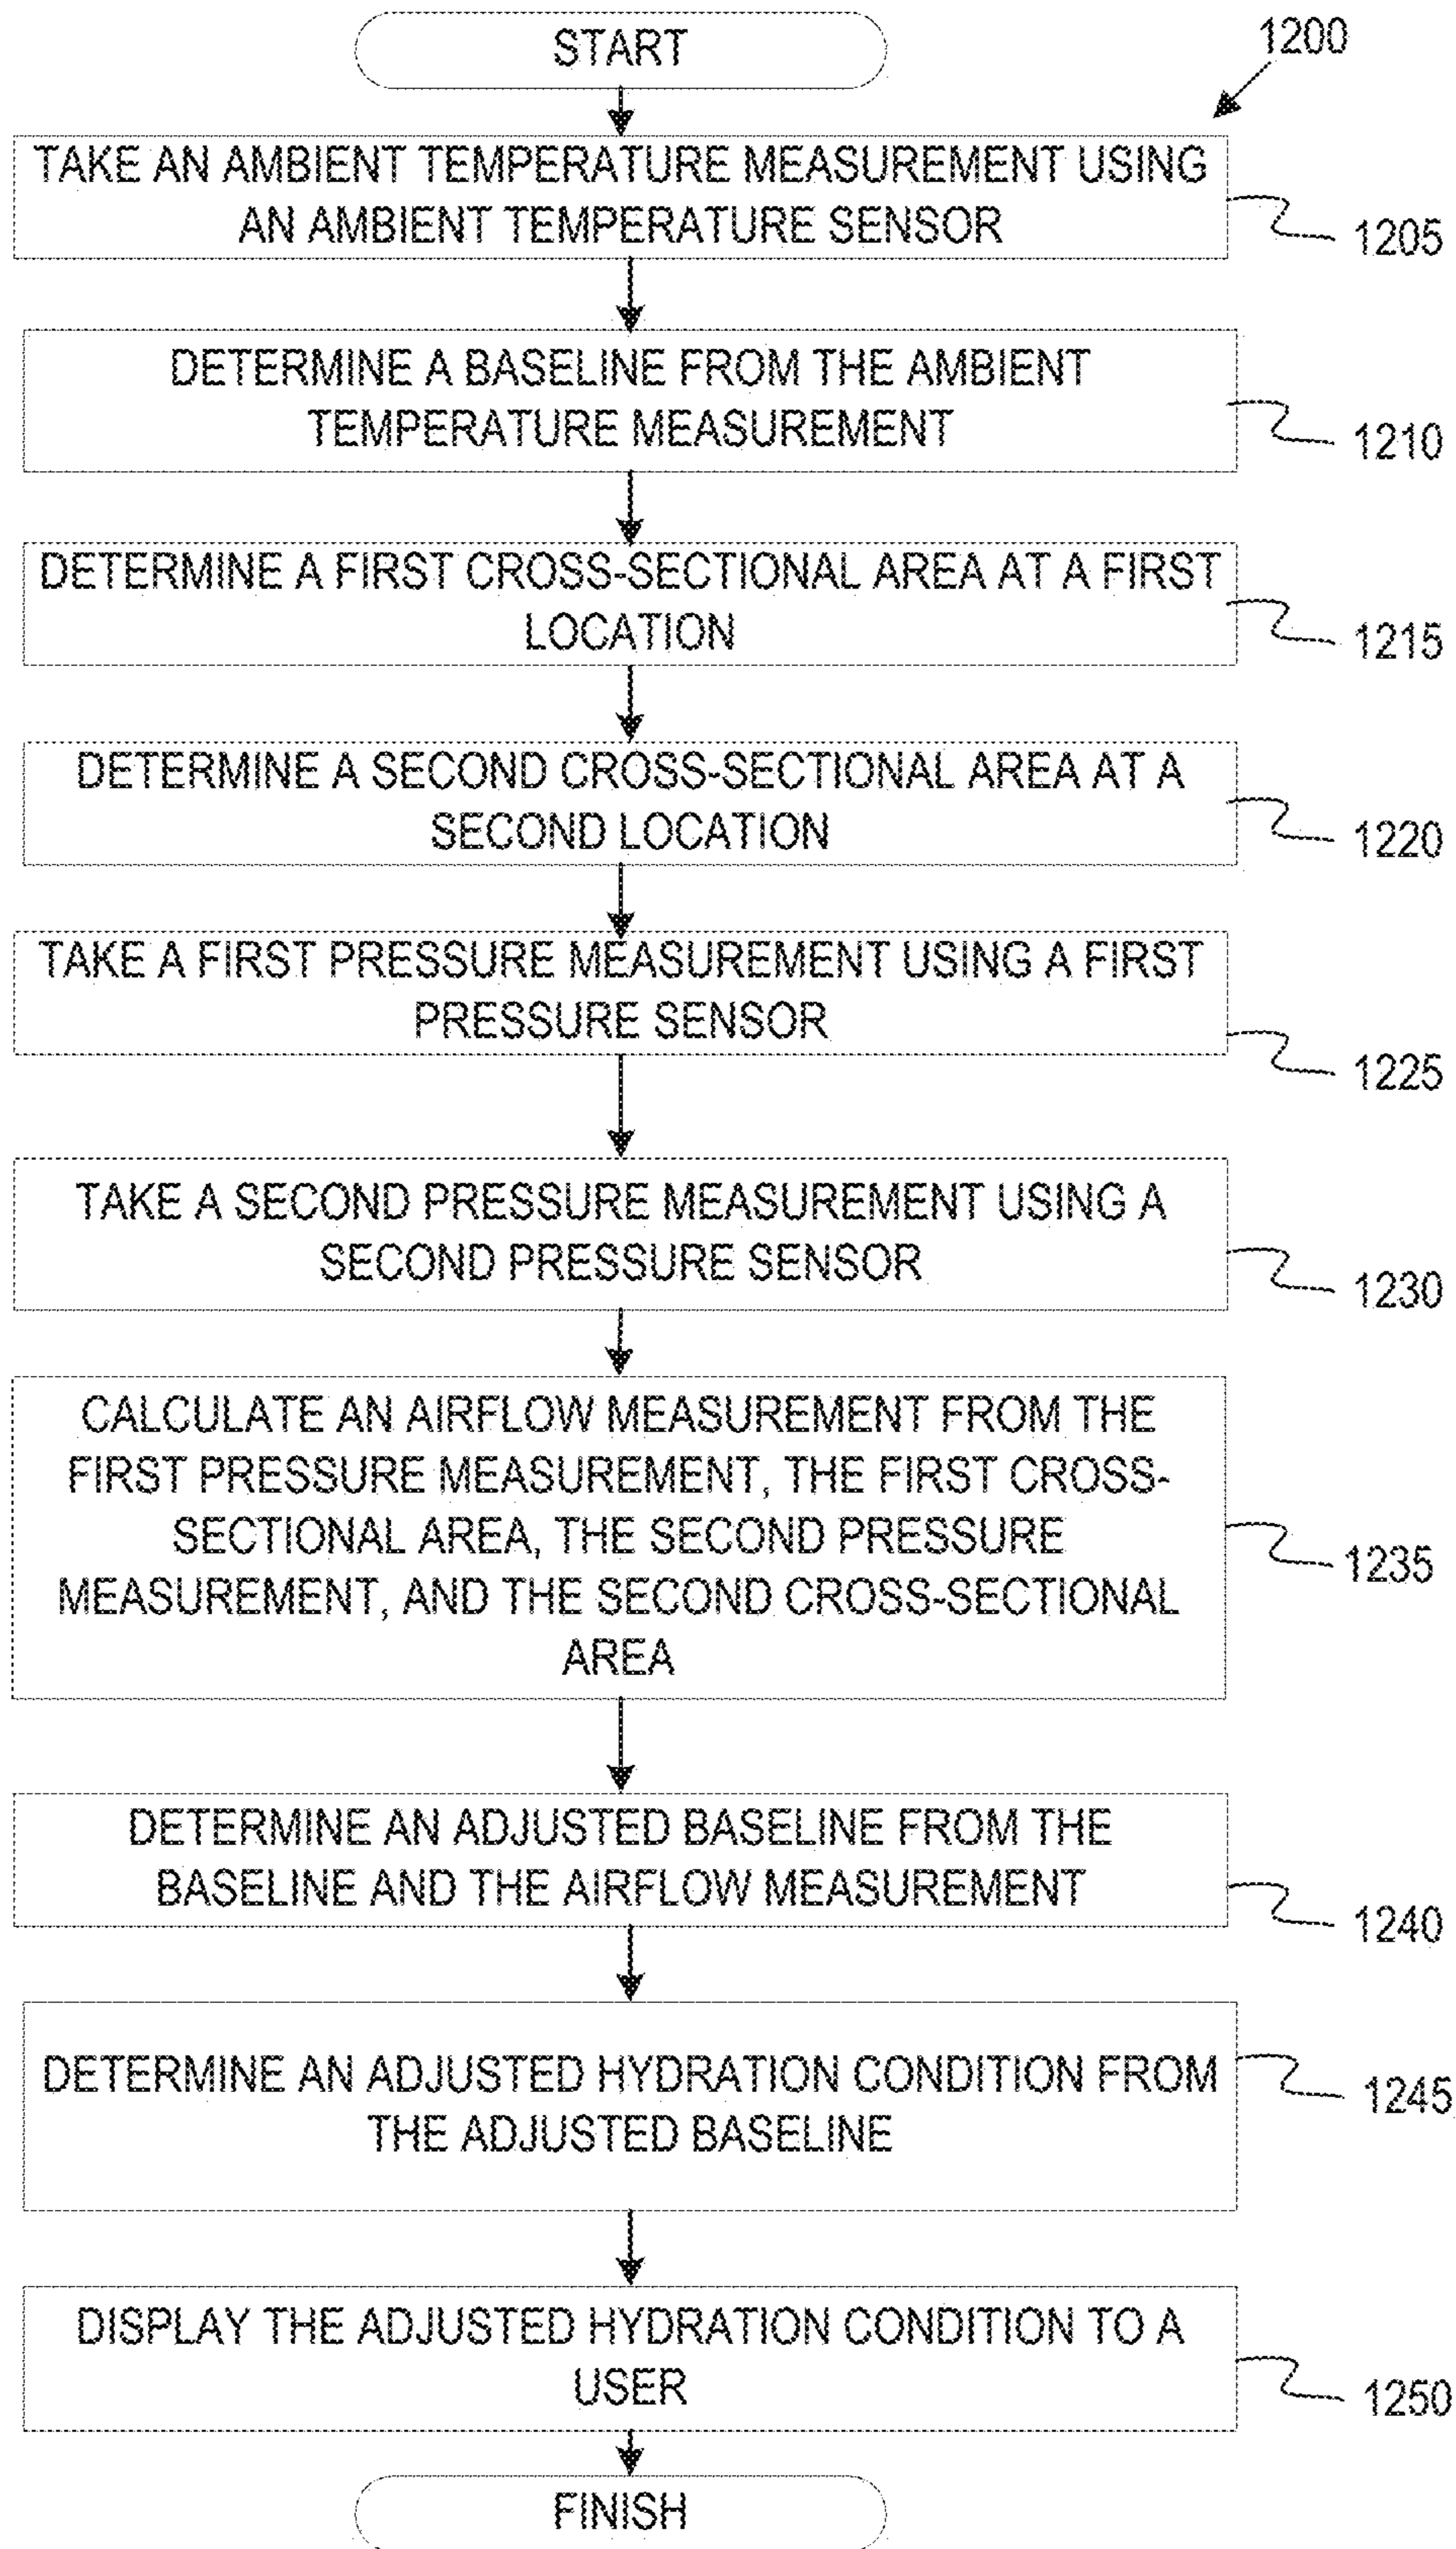 START
1200
TAKE AN AMBIENT TEMPERATURE MEASUREMENT USING
AN AMBIENT TEMPERATURE SENSOR
1205
DETERMINE A BASELINE FROM THE AMBIENT
TEMPERATURE MEASUREMENT
1210
DETERMINE A FIRST CROSS-SECTIONAL AREA AT A FIRST
LOCATION
1215
DETERMINE A SECOND CROSS-SECTIONAL AREA AT A
SECOND LOCATION
1220
TAKE A FIRST PRESSURE MEASUREMENT USING A FIRST
PRESSURE SENSOR
1225
TAKE A SECOND PRESSURE MEASUREMENT USING A
SECOND PRESSURE SENSOR
1230
CALCULATE AN AIRFLOW MEASUREMENT FROM THE
FIRST PRESSURE MEASUREMENT, THE FIRST CROSS-
SECTIONAL AREA, THE SECOND PRESSURE
MEASUREMENT, AND THE SECOND CROSS-SECTIONAL
AREA
1235
DETERMINE AN ADJUSTED BASELINE FROM THE
BASELINE AND THE AIRFLOW MEASUREMENT
1240
DETERMINE AN ADJUSTED HYDRATION CONDITION FROM
THE ADJUSTED BASELINE
1245
DISPLAY THE ADJUSTED HYDRATION CONDITION TO A
USER
1250
FINISH